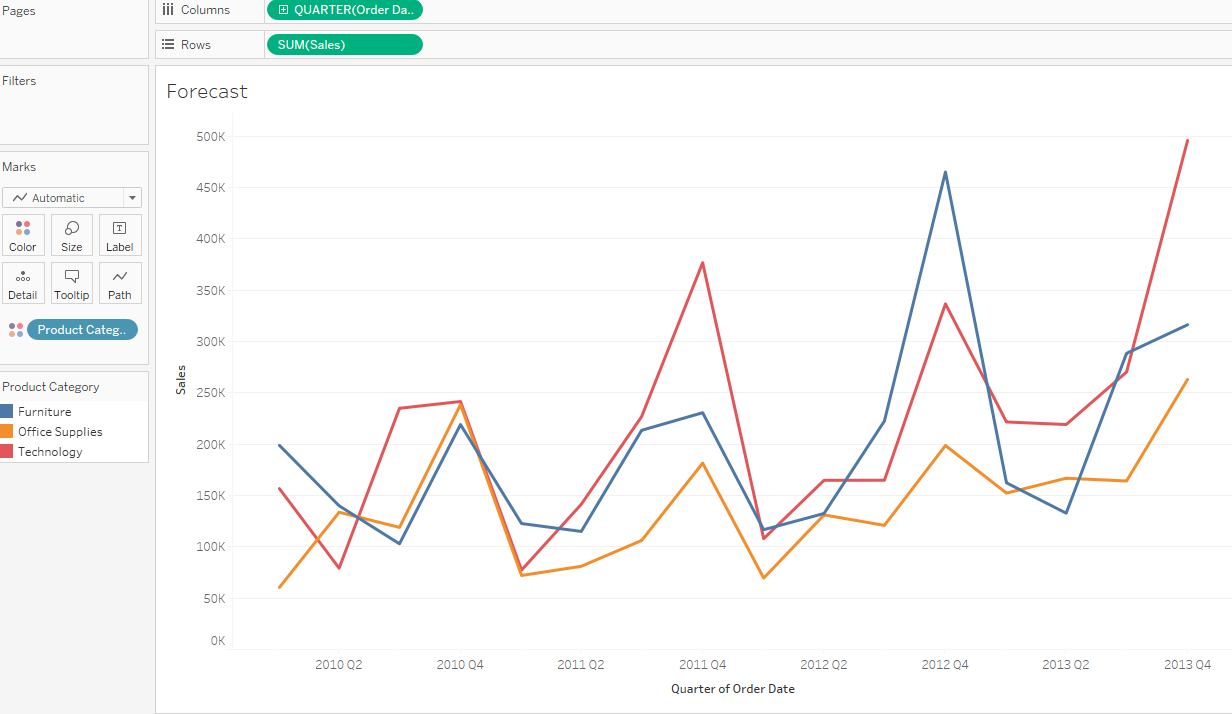 Pages
Columns
QUARTER(Order Da..
Rows
SUM(Sales)
Filters
Marks
Automatic
Color
Size
Label
Detail
Tooltip
Path
Product Categ..
Product Category
Furniture
Office Supplies
Technology
Forecast
500K
450K
400K
350K
300K
250K
200K
150K
100K
50K
0K
Sales
2010 Q2
2010 Q4
2011 Q2
2011 Q4
2012 Q2
2012 Q4
2013 Q2
2013 Q4
Quarter of Order Date